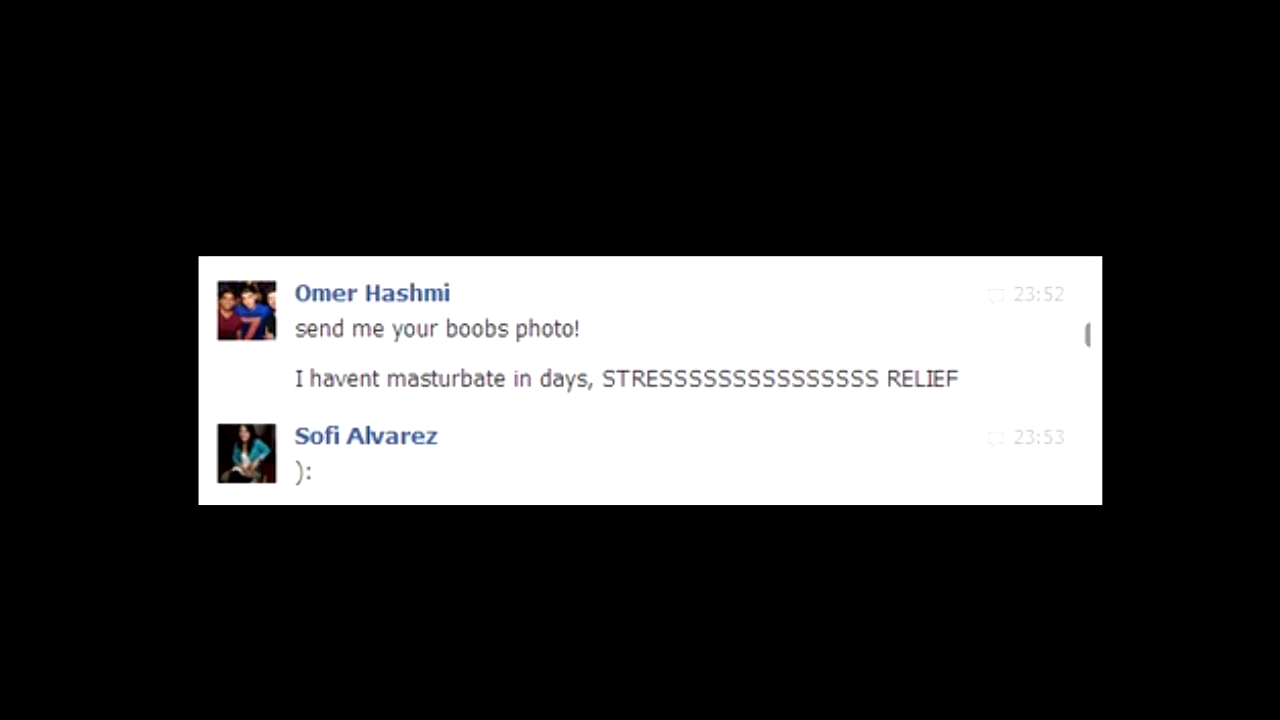 Omer Hashmi 23:52
send me your boobs photo!
I havent masturbate in days, STRESSSSSSSSSSSSSSS RELIEF
Sofi Alvarez 23:53
):